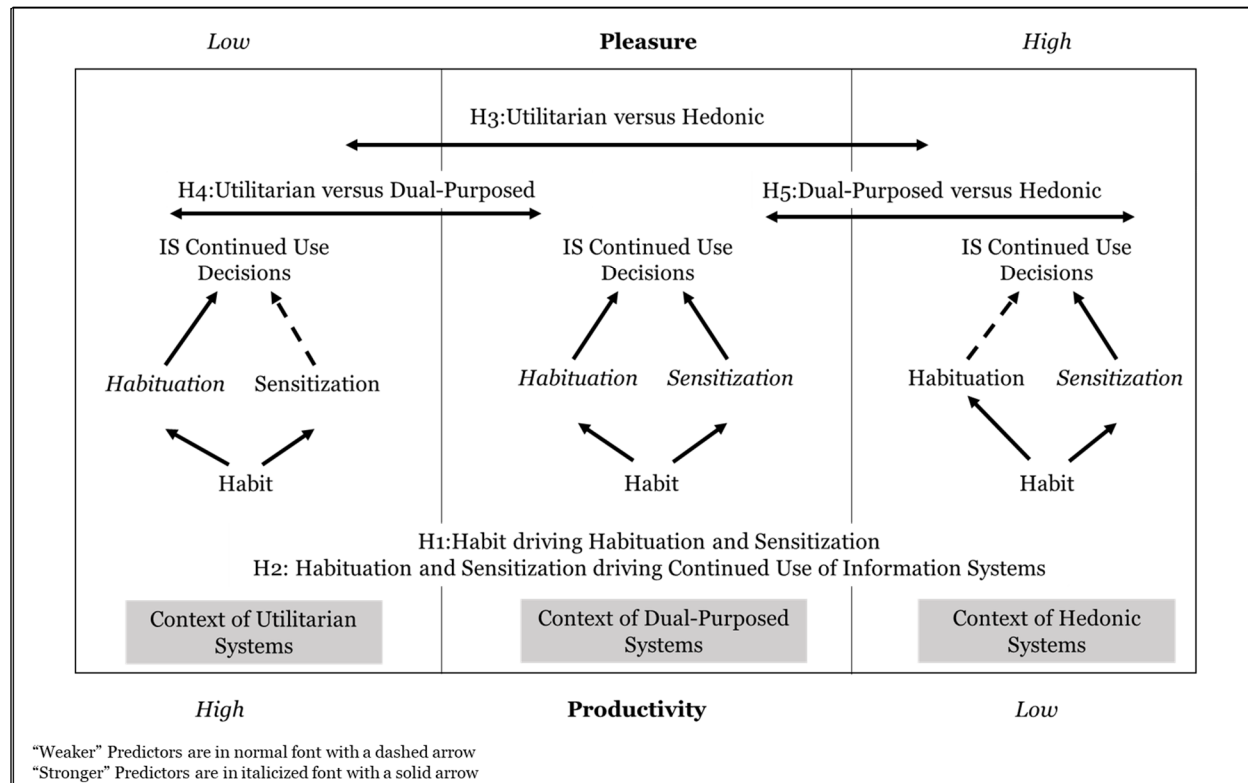 Low
Pleasure
High
H3:Utilitarian versus Hedonic
H4:Utilitarian versus Dual-Purposed
H5:Dual-Purposed versus Hedonic
IS Continued Use
Decisions
IS Continued Use
Decisions
IS Continued Use
Decisions
Habituation
Sensitization
Habituation
Sensitization
Habituation
Sensitization
Habit
Habit
Habit
H1:Habit driving Habituation and Sensitization
H2: Habituation and Sensitization driving Continued Use of Information Systems
Context of Utilitarian
Systems
Context of Dual-Purposed
Systems
Context of Hedonic
Systems
High
Productivity
Low
“Weaker” Predictors are in normal font with a dashed arrow
“Stronger” Predictors are in italicized font with a solid arrow